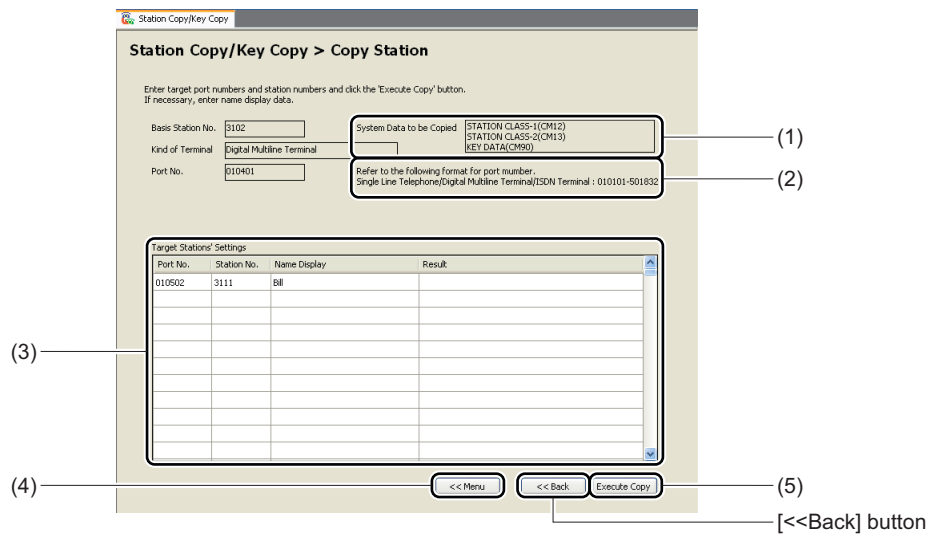 Station Copy/Key Copy
Station Copy/Key Copy > Copy Station
Enter target port numbers and station numbers and click the 'Execute Copy' button.
If necessary, enter name display data.
Basis Station No. 3102
System Data to be Copied
STATION CLASS-1(CM12)
STATION CLASS-2(CM13)
KEY DATA(CM90)
(1)
Kind of Terminal Digital Multiline Terminal
Port No. 010401
Refer to the following format for port mumber.
Single Line Telephone/Digital Multiline Terminal/ISDN Terminal : 010101-501832
(2)
Target Stations' Settings
Port No. Station No. Name Display Result
010502 3111 Bill
(3)
(4)
<< Menu << Back Execute Copy
(5)
[<<Back] button